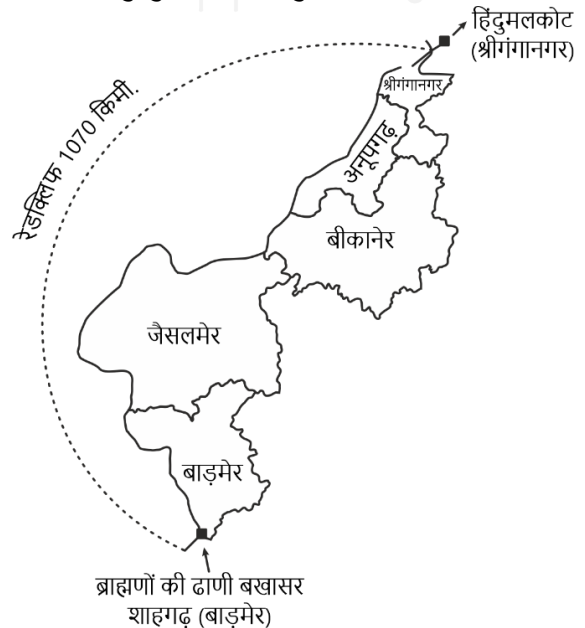 हिंदुमलकोट
(श्रीगंगानगर)
श्रीगंगानगर
अनूपगढ़
रेडक्लिफ 1070 किमी.
बीकानेर
जैसलमेर
बाड़मेर
ब्राह्मणों की ढाणी बखासर
शाहगढ़ (बाड़मेर)